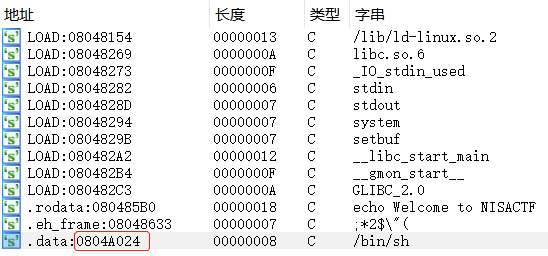 地址 长度 类型 字串
's' LOAD:08048154 00000013 C /lib/ld-linux.so.2
's' LOAD:08048269 0000000A C libc.so.6
's' LOAD:08048273 0000000F C _IO_stdin_used
's' LOAD:08048282 00000006 C stdin
's' LOAD:0804828D 00000007 C stdout
's' LOAD:08048294 00000007 C system
's' LOAD:0804829B 00000007 C setbuf
's' LOAD:080482A2 00000012 C __libc_start_main
's' LOAD:080482B4 0000000F C __gmon_start__
's' LOAD:080482C3 0000000A C GLIBC_2.0
's' .rodata:080485B0 00000018 C echo Welcome to NISACTF
's' .eh_frame:08048633 00000007 C ;*2$\"(
's' .data:0804A024 00000008 C /bin/sh